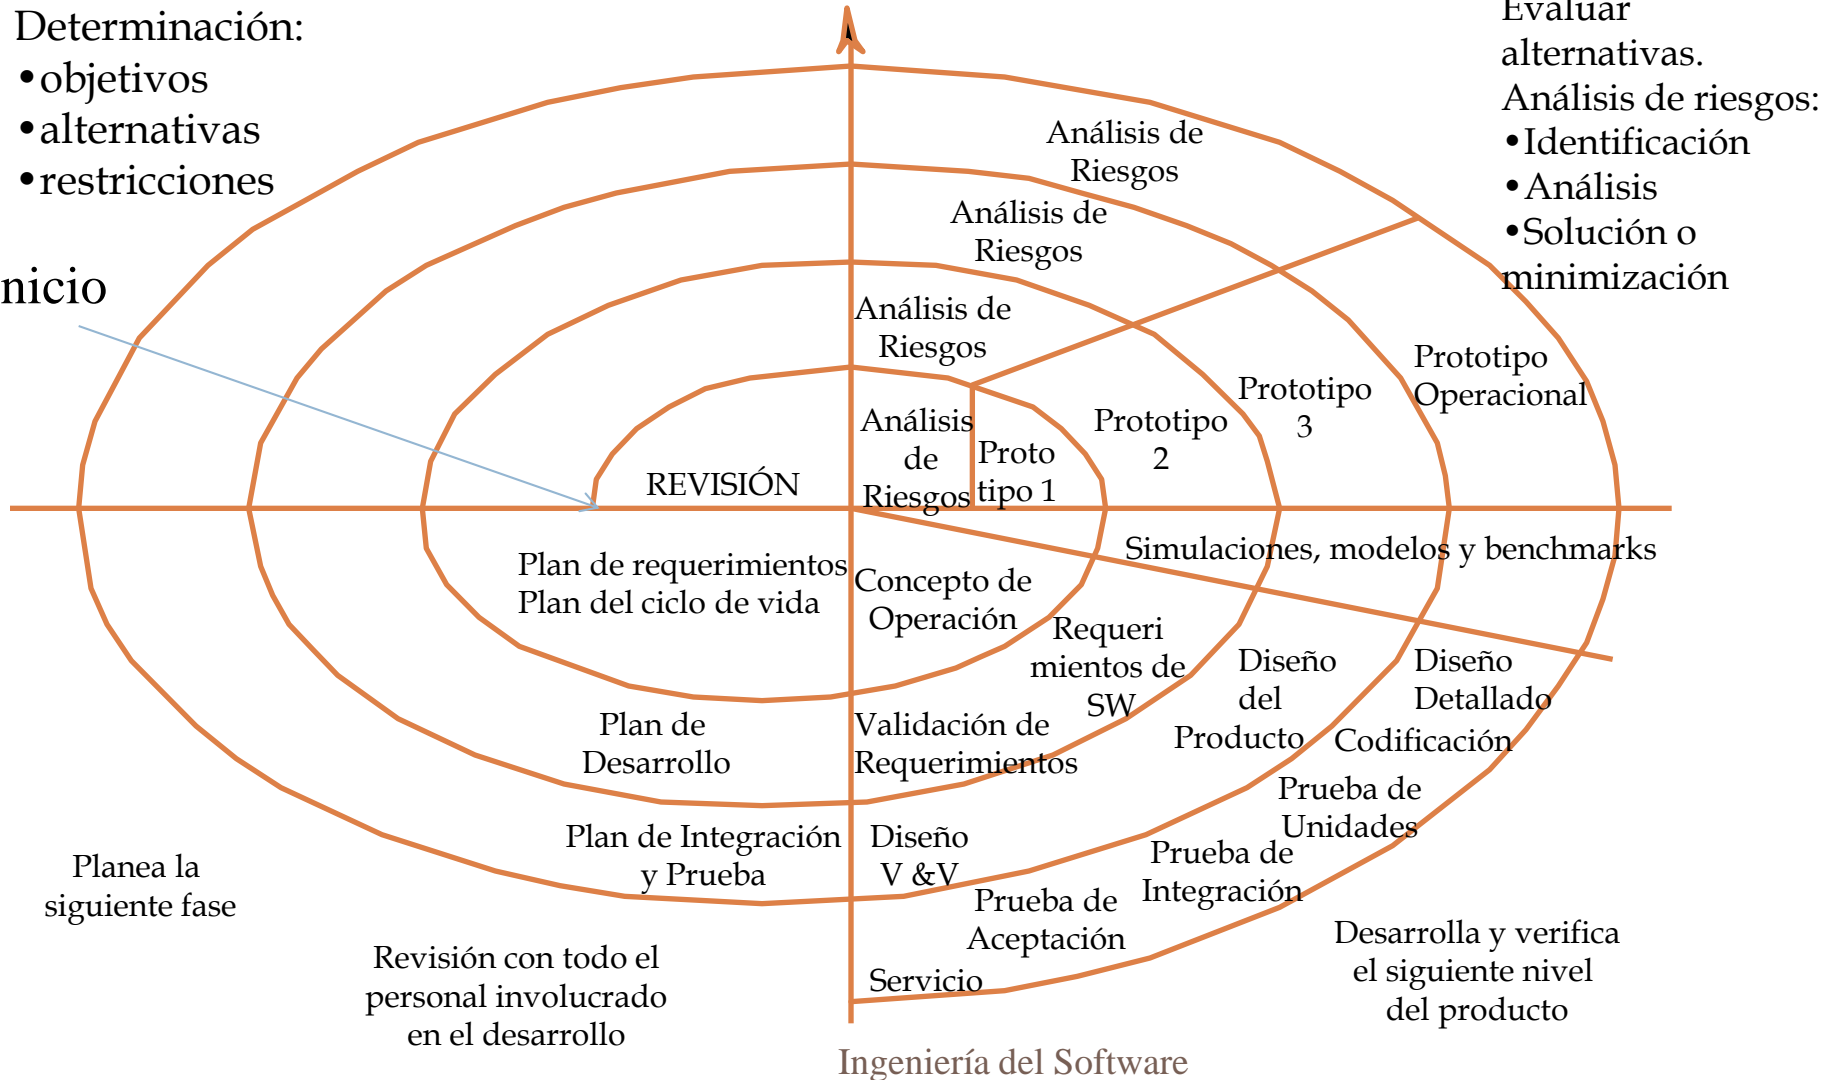 Determinación:
•objetivos
•alternativas
•restricciones
nicio
Evaluar
alternativas.
Análisis de riesgos:
•Identificación
•Análisis
•Solución o
minimización
Análisis de
Riesgos
Análisis de
Riesgos
Análisis de
Riesgos
Análisis
de
Riesgos
Proto
tipo 1
Prototipo
2
Prototipo
3
Prototipo
Operacional
REVISIÓN
Simulaciones, modelos y benchmarks
Plan de requerimientos
Plan del ciclo de vida
Concepto de
Operación
Requeri
mientos de
SW
Diseño
del
Producto
Diseño
Detallado
Codificación
Plan de
Desarrollo
Validación de
Requerimientos
Prueba de
Unidades
Plan de Integración
y Prueba
Diseño
V &V
Prueba de
Integración
Prueba de
Aceptación
Servicio
Planea la
siguiente fase
Revisión con todo el
personal involucrado
en el desarrollo
Desarrolla y verifica
el siguiente nivel
del producto
Ingeniería del Software